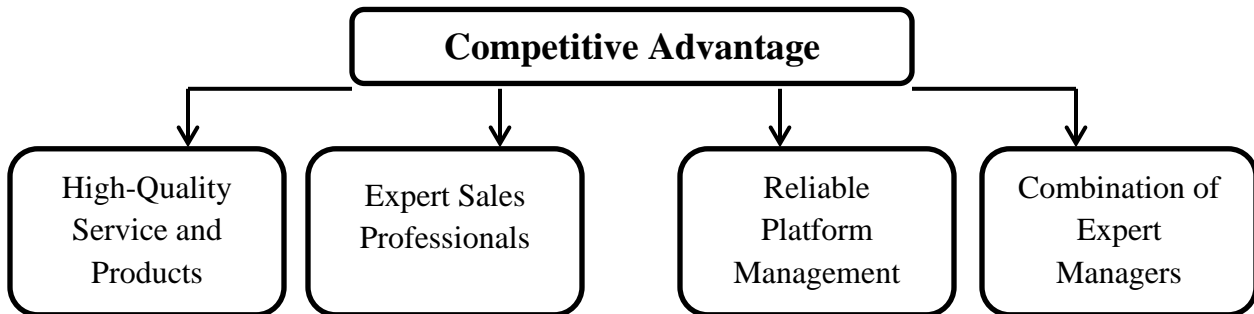 Competitive Advantage
High-Quality
Service and
Products
Expert Sales
Professionals
Reliable
Platform
Management
Combination of
Expert
Managers